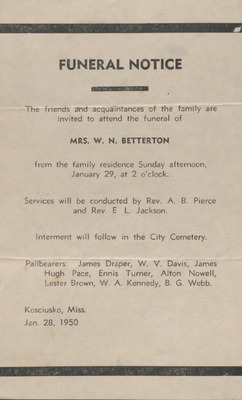 FUNERAL NOTICE
The friends and acquaintances of the family are
invited to attend the funeral of
MRS. W. N. BETTERTON
from the family residence Sunday afternoon,
January 29, at 2 o'clock.
Services will be conducted by Rev. A. B. Pierce
and Rev. E. L. Jackson.
Interment will follow in the City Cemetery.
Pallbearers: James Draper, W. V. Davis, James
Hugh Pace, Ennis Turner, Alton Nowell,
Lester Brown, W. A. Kennedy, B. G. Webb.
Kosciusko, Miss.
Jan. 28, 1950